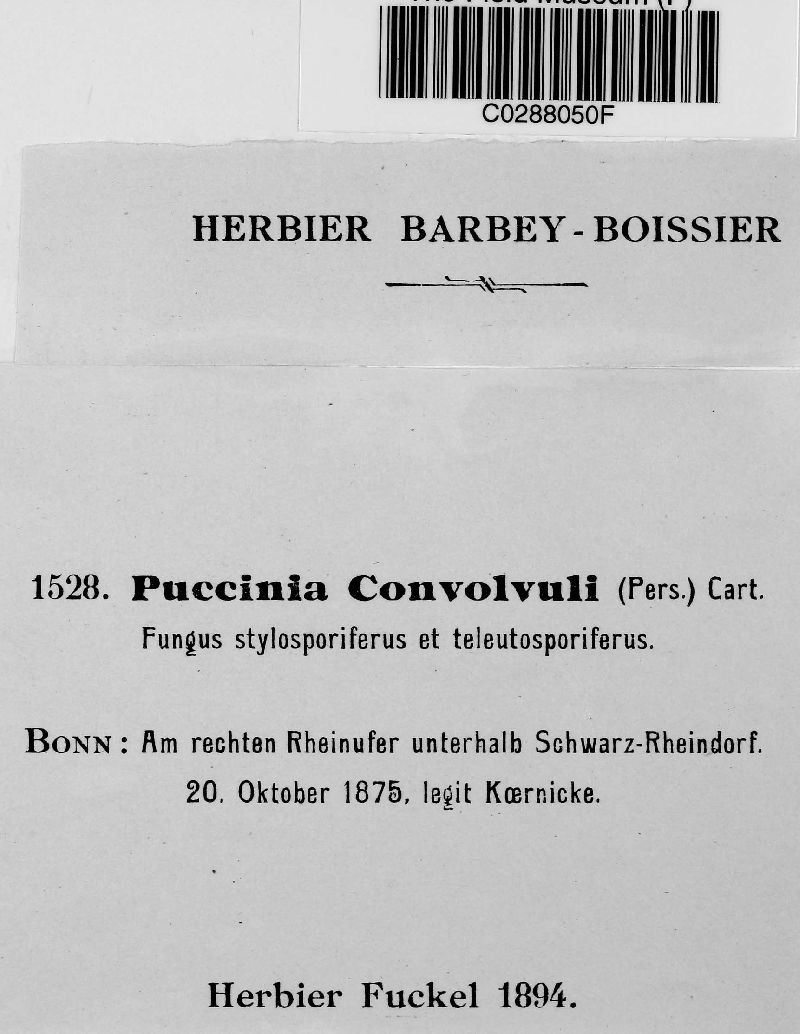 C0288050F
HERBIER BARBEY-BOISSIER
1528. Puccinia Convolvuli (Pers.) Cart.
Fungus stylosporiferus et teleutosporiferus.
BONN: Am rechten Rheinufer unterhalb Schwarz-Rheindorf.
20. Oktober 1875, legit Kœrnicke.
Herbier Fuckel 1894.